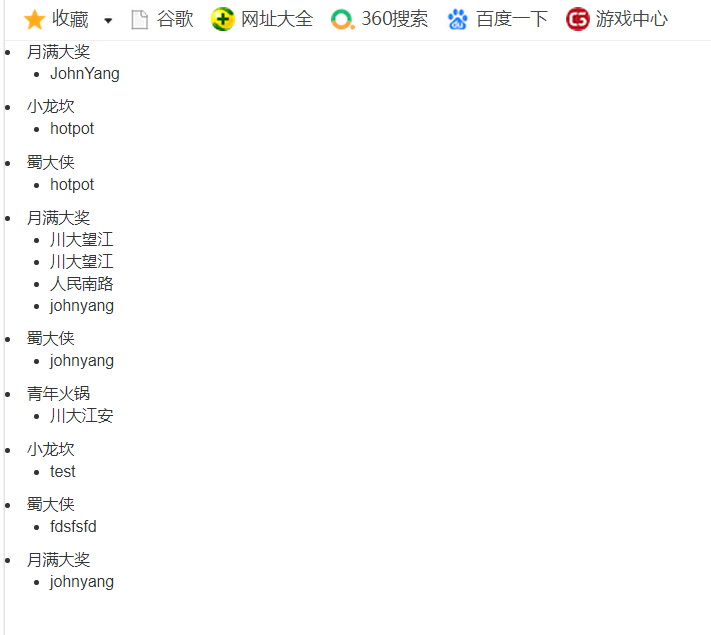 收藏 谷歌 网址大全 360搜索 百度一下 游戏中心
月满大奖
JohnYang
小龙坎
hotpot
蜀大侠
hotpot
月满大奖
川大望江
川大望江
人民南路
johnyang
蜀大侠
johnyang
青年火锅
川大江安
小龙坎
test
蜀大侠
fdsfsfd
月满大奖
johnyang